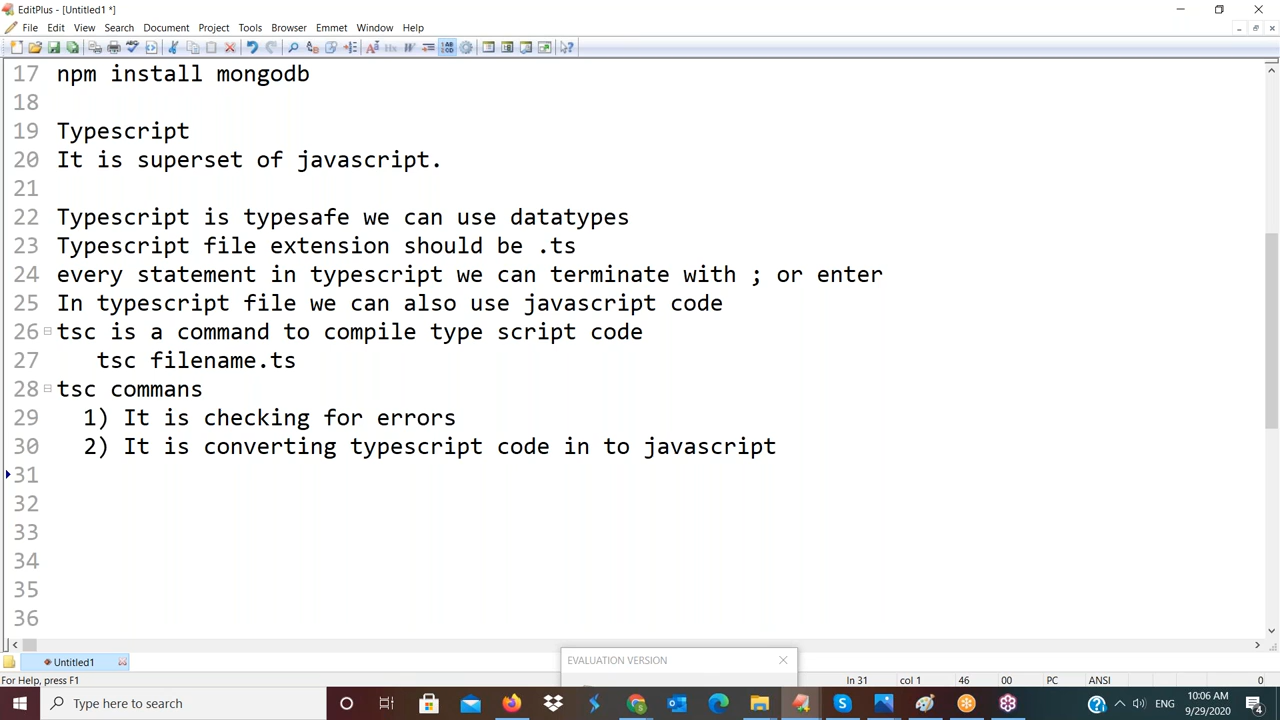 EditPlus - [Untitled1 *]
File Edit View Search Document Project Tools Browser Emmet Window Help
17 npm install mongodb
18
19 Typescript
20 It is superset of javascript.
21
22 Typescript is typesafe we can use datatypes
23 Typescript file extension should be .ts
24 every statement in typescript we can terminate with ; or enter
25 In typescript file we can also use javascript code
26 tsc is a command to compile type script code
27 tsc filename.ts
28 tsc commans
29 1) It is checking for errors
30 2) It is converting typescript code in to javascript
31
32
33
34
35
36
Untitled1
EVALUATION VERSION
For Help, press F1 ln 31 col 1 46 00 PC ANSI 0
Type here to search
ENG
10:06 AM
9/29/2020
4